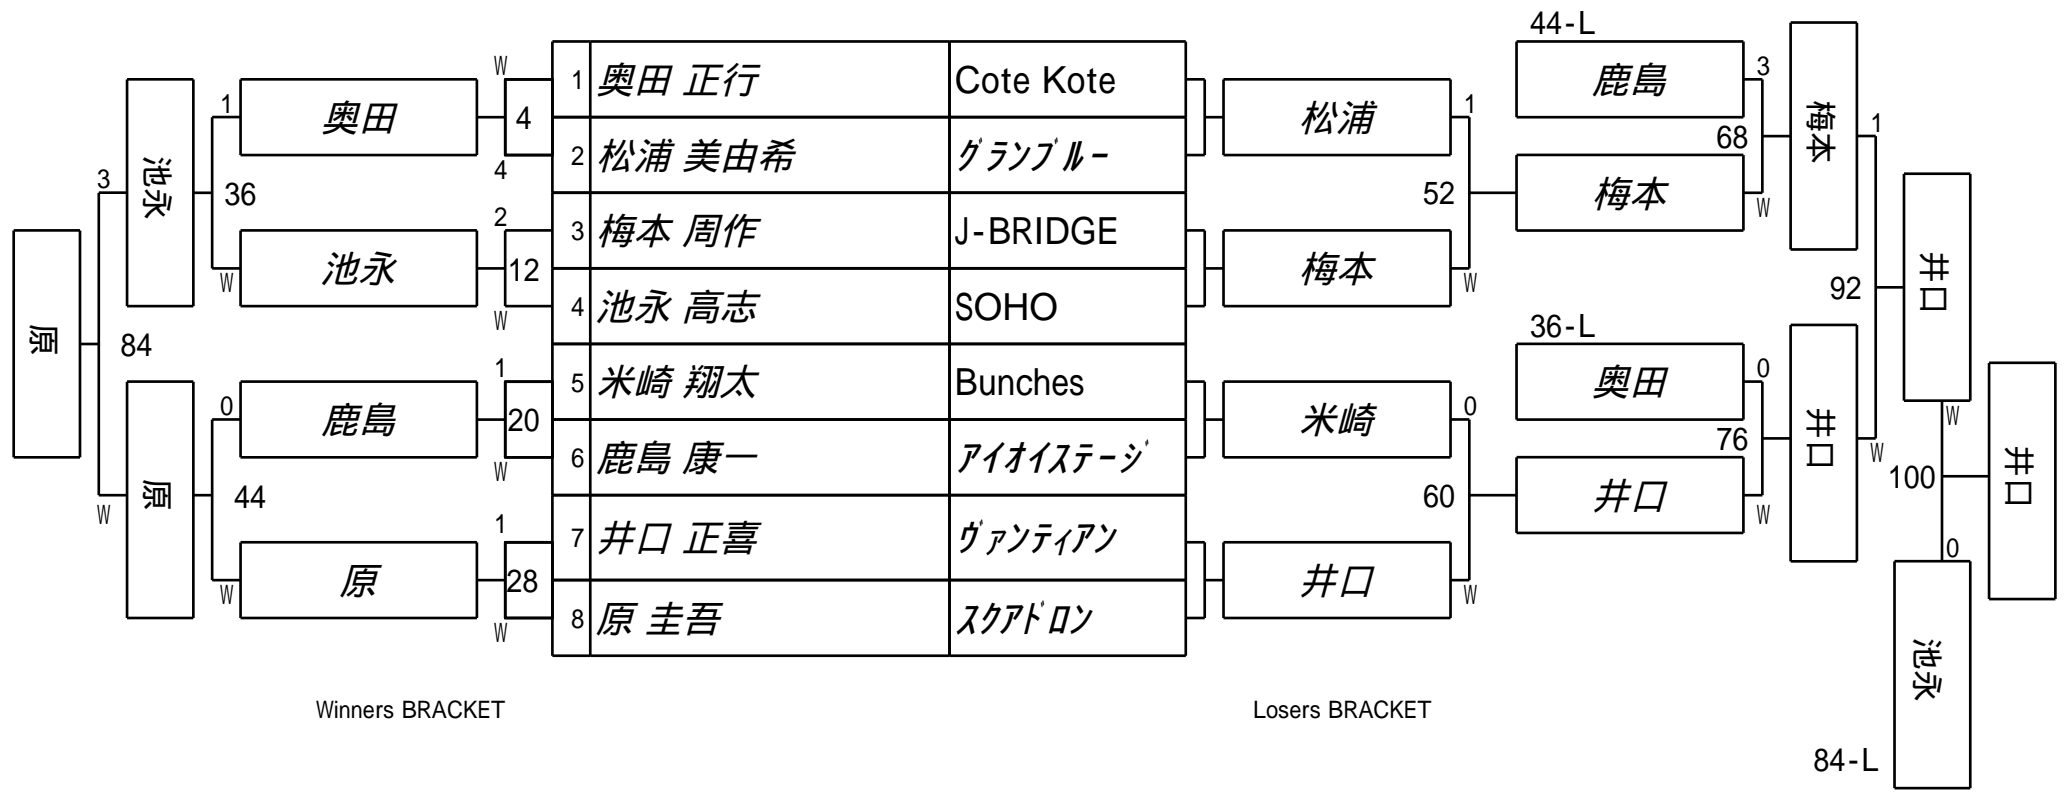 44-L
W
1 奥田 正行 Cote Kote
鹿島 3
1 奥田 4
松浦 1
梅本 1
68
4 2 松浦 美由希 グランブルー
3 池永 36
52 梅本 W
2 3 梅本 周作 J-BRIDGE
W 池永 12
梅本 W
井口
92
W 4 池永 高志 SOHO
36-L
原 84
1 5 米崎 翔太 Bunches
奥田 0
0 鹿島 20
米崎 0
井口 W
W
76
W 6 鹿島 康一 アイオイステージ
W 原 44
60 井口 W
100 井口
1 7 井口 正喜 ヴァンティアン
0
W 原 28
井口 W
W 8 原 圭吾 スクアドロン
池永
Winners BRACKET
Losers BRACKET
84-L